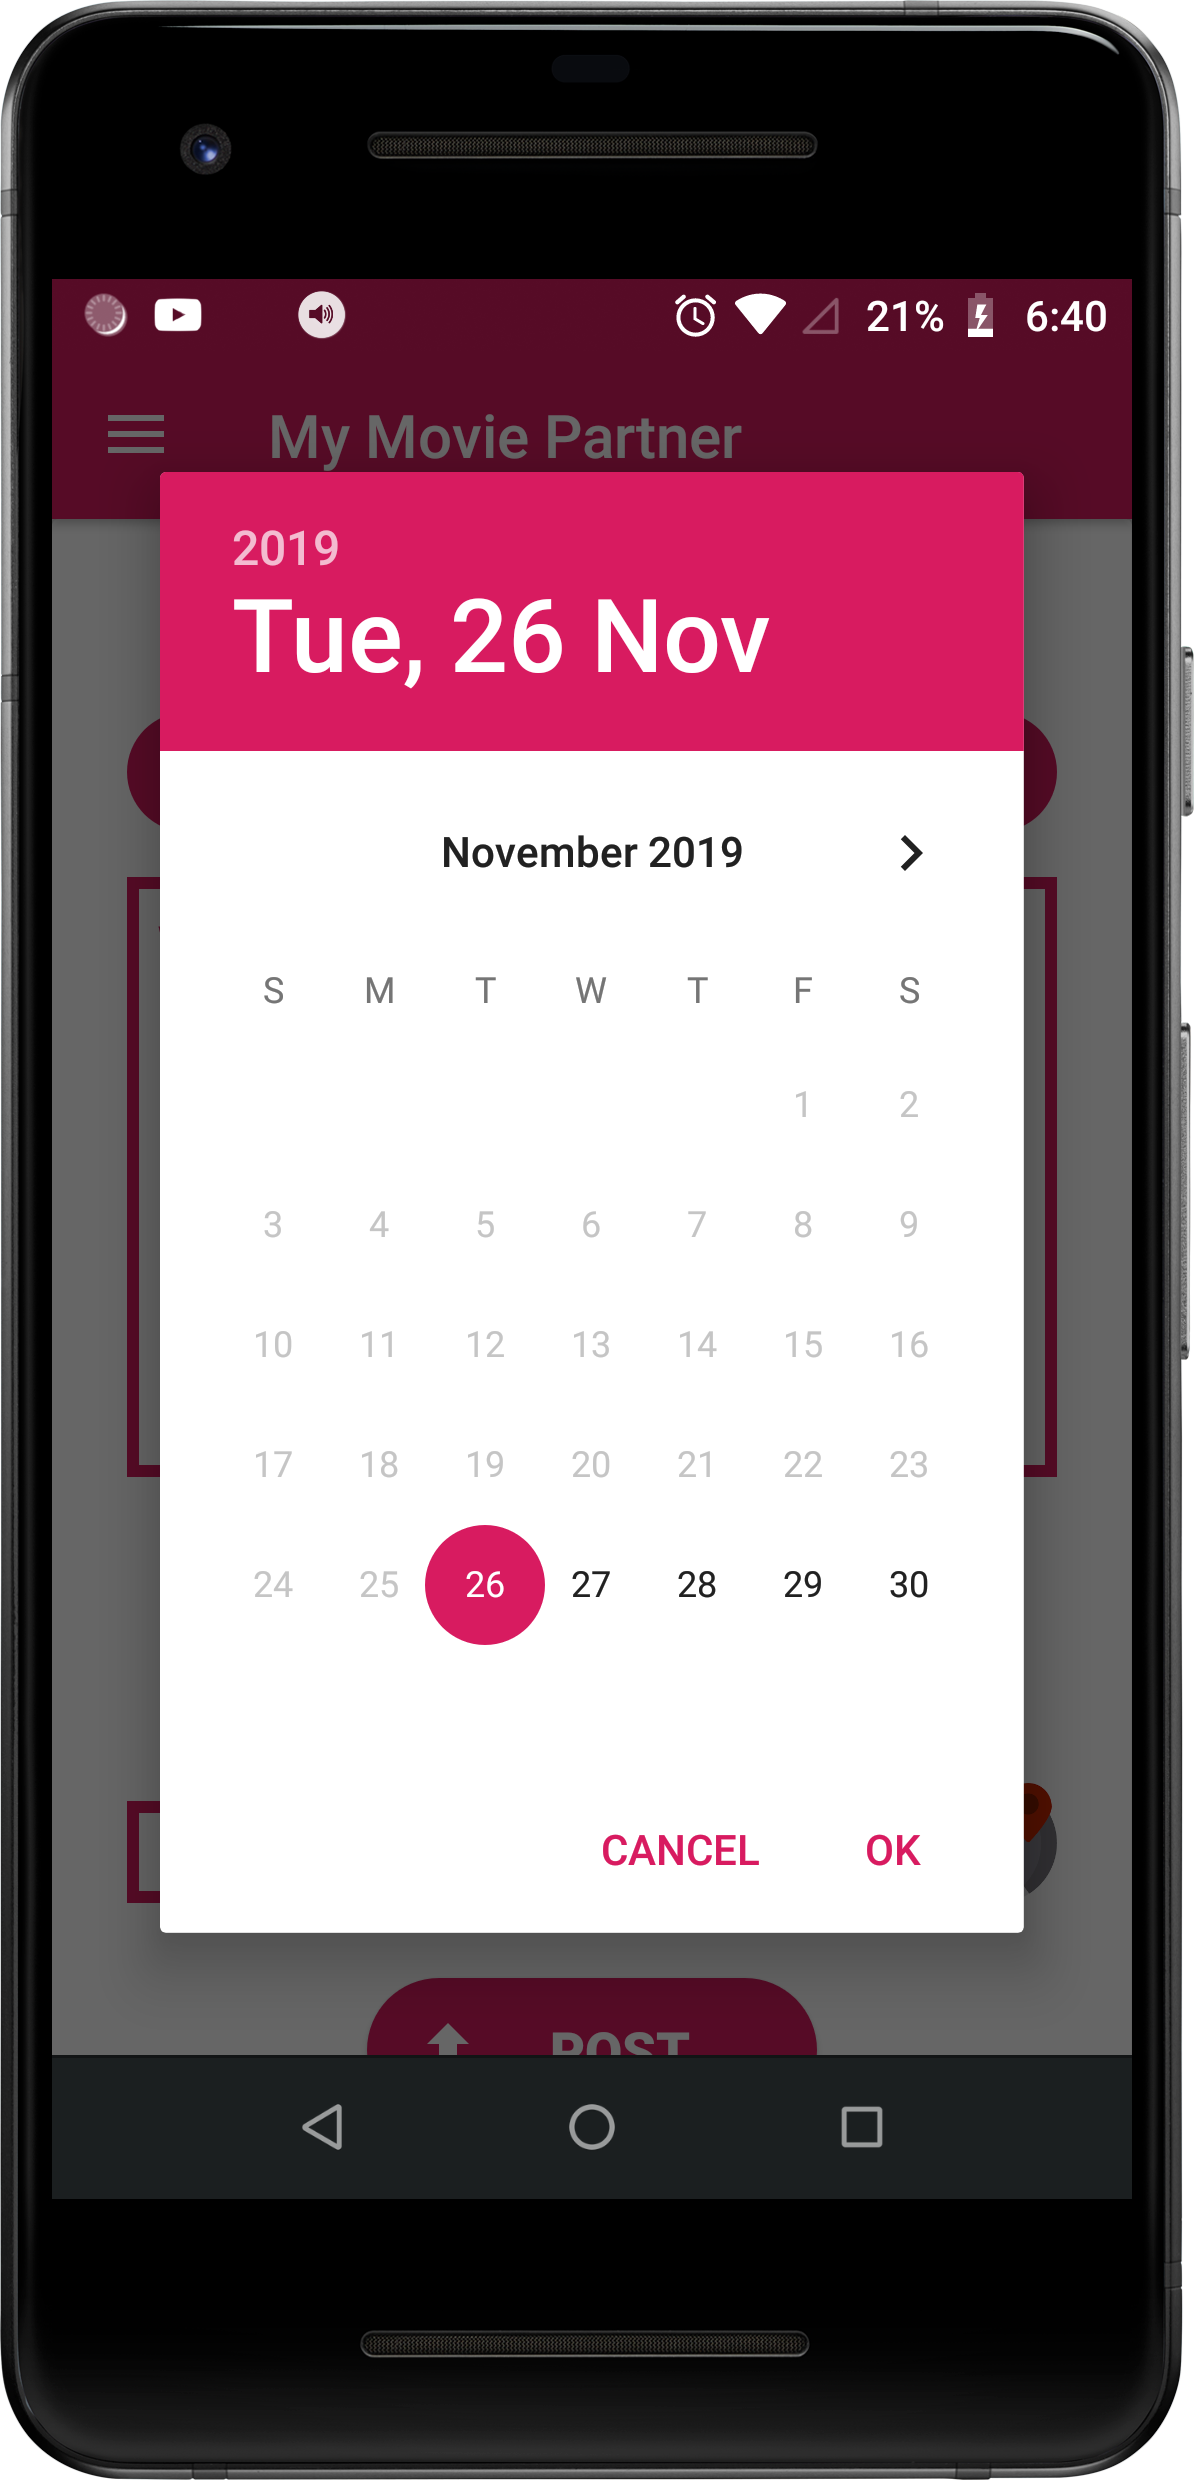 21% 6:40
My Movie Partner
2019
Tue, 26 Nov
November 2019
S M T W T F S
1 2
3 4 5 6 7 8 9
10 11 12 13 14 15 16
17 18 19 20 21 22 23
24 25 26 27 28 29 30
CANCEL OK
POST